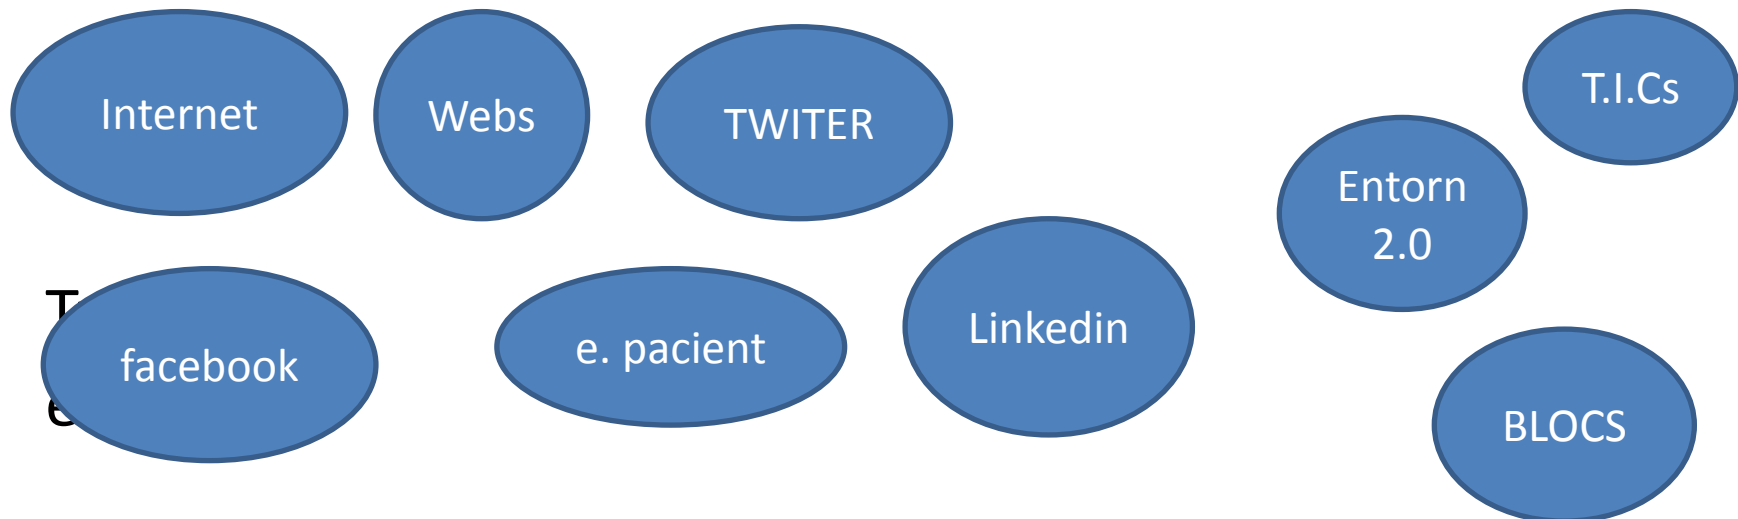 Internet
Webs
TWITER
T.I.Cs
Entorn
2.0
facebook
e. pacient
Linkedin
BLOCS